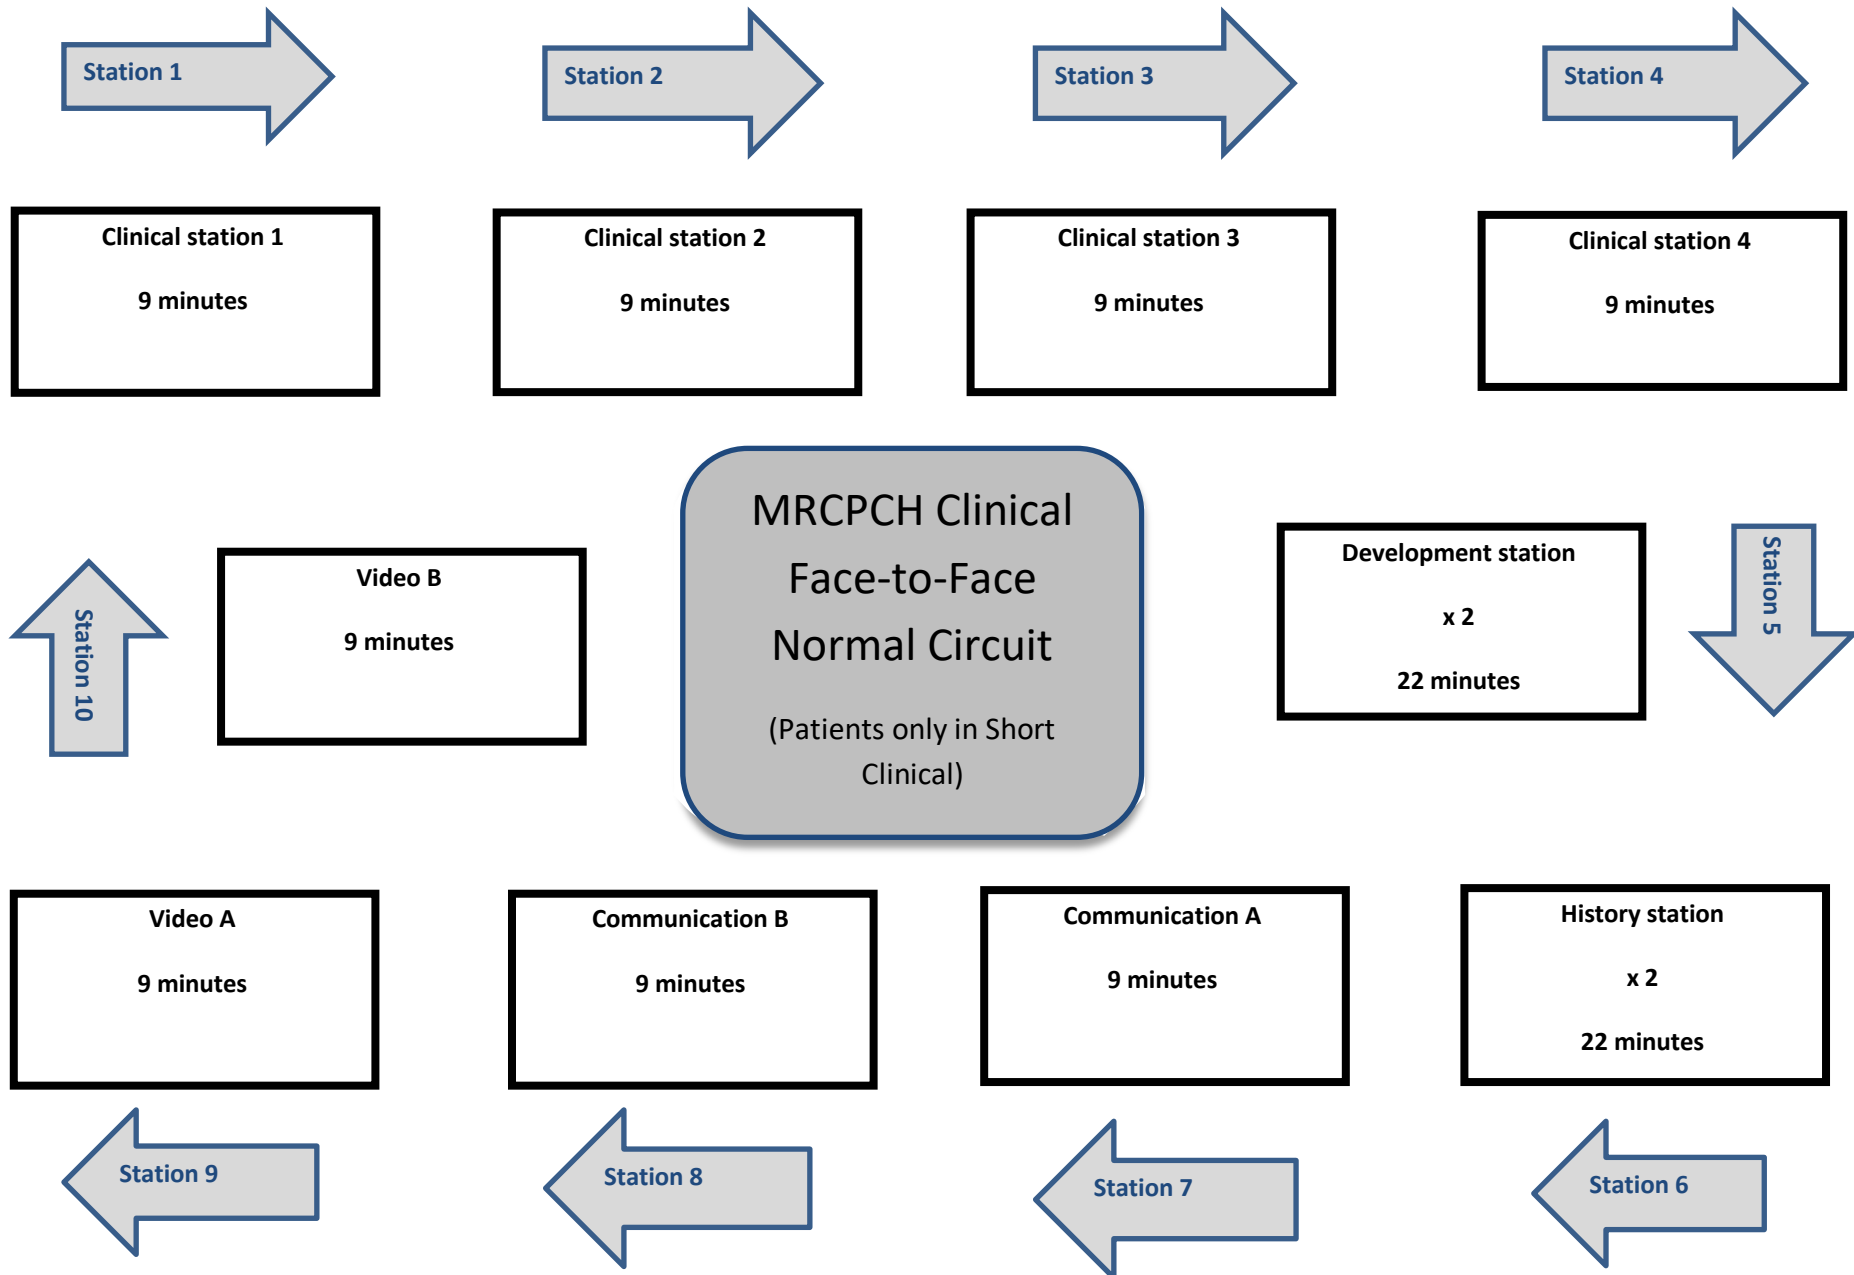 Station 1
Station 2
Station 3
Station 4
Clinical station 1
9 minutes
Clinical station 2
9 minutes
Clinical station 3
9 minutes
Clinical station 4
9 minutes
MRCPCH Clinical
Face-to-Face
Normal Circuit
(Patients only in Short
Clinical)
Development station
x 2
22 minutes
Station 5
History station
x 2
22 minutes
Station 6
Communication A
9 minutes
Station 7
Communication B
9 minutes
Station 8
Video A
9 minutes
Station 9
Video B
9 minutes
Station 10